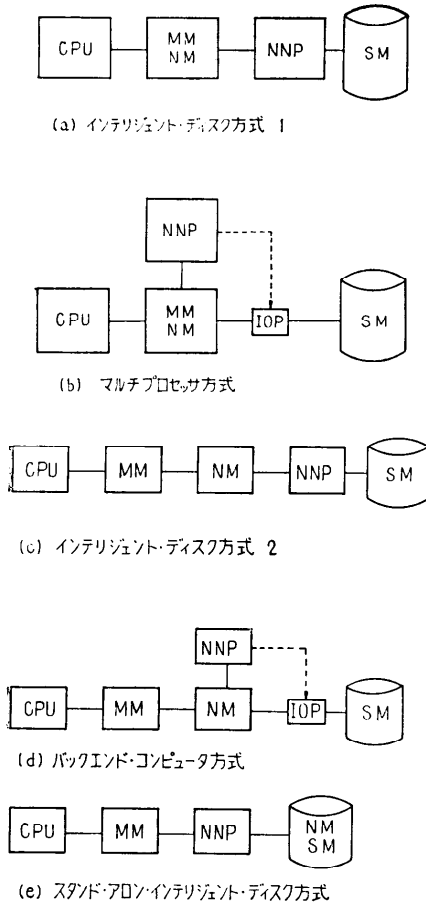 CPU MM NM NNP SM
(a) インテリジェント・ディスク方式 1
NNP
CPU MM NM IOP SM
(b) マルチプロセッサ方式
CPU MM NM NNP SM
(c) インテリジェント・ディスク方式 2
NNP
CPU MM NM IOP SM
(d) バックエンド・コンピュータ方式
CPU MM NNP NM SM
(e) スタンド・アロン・インテリジェント・ディスク方式